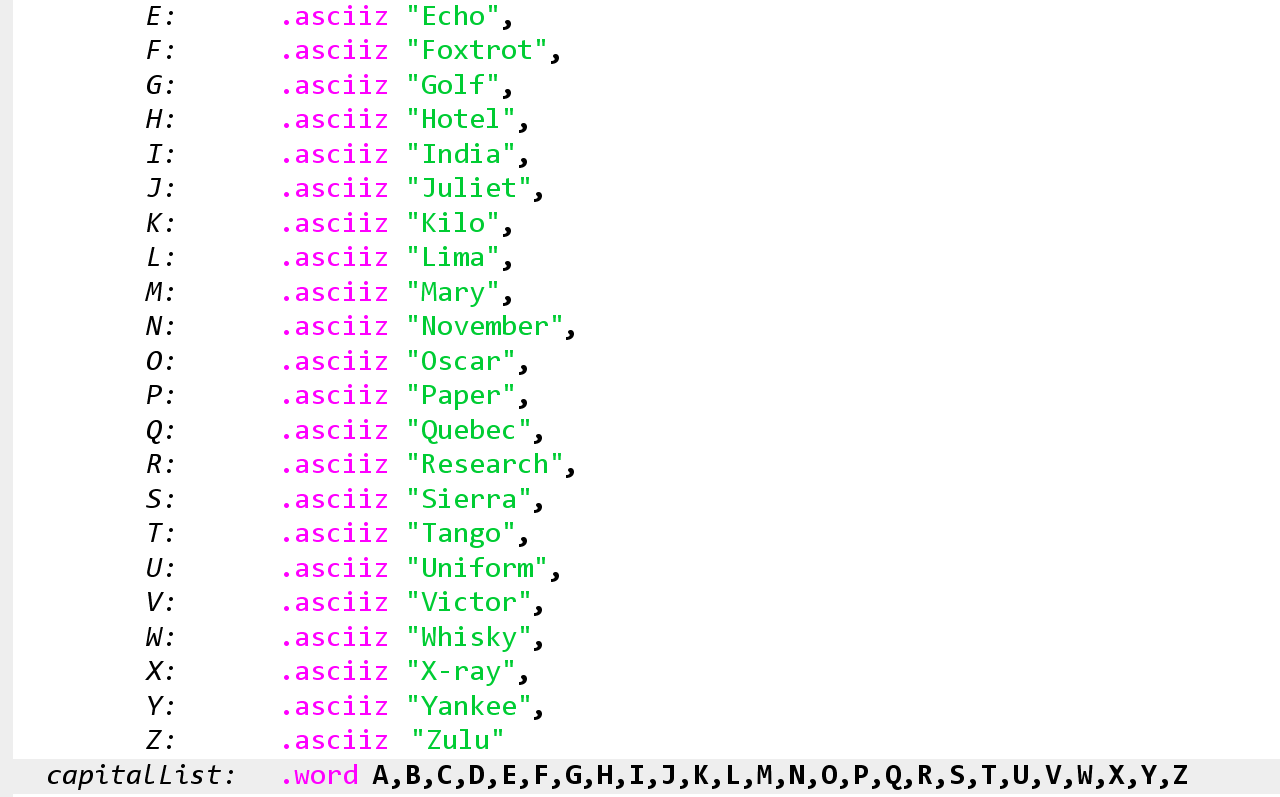 E: .asciiz "Echo",
F: .asciiz "Foxtrot",
G: .asciiz "Golf",
H: .asciiz "Hotel",
I: .asciiz "India",
J: .asciiz "Juliet",
K: .asciiz "Kilo",
L: .asciiz "Lima",
M: .asciiz "Mary",
N: .asciiz "November",
O: .asciiz "Oscar",
P: .asciiz "Paper",
Q: .asciiz "Quebec",
R: .asciiz "Research",
S: .asciiz "Sierra",
T: .asciiz "Tango",
U: .asciiz "Uniform",
V: .asciiz "Victor",
W: .asciiz "Whisky",
X: .asciiz "X-ray",
Y: .asciiz "Yankee",
Z: .asciiz "Zulu"
capitalList: .word A,B,C,D,E,F,G,H,I,J,K,L,M,N,O,P,Q,R,S,T,U,V,W,X,Y,Z